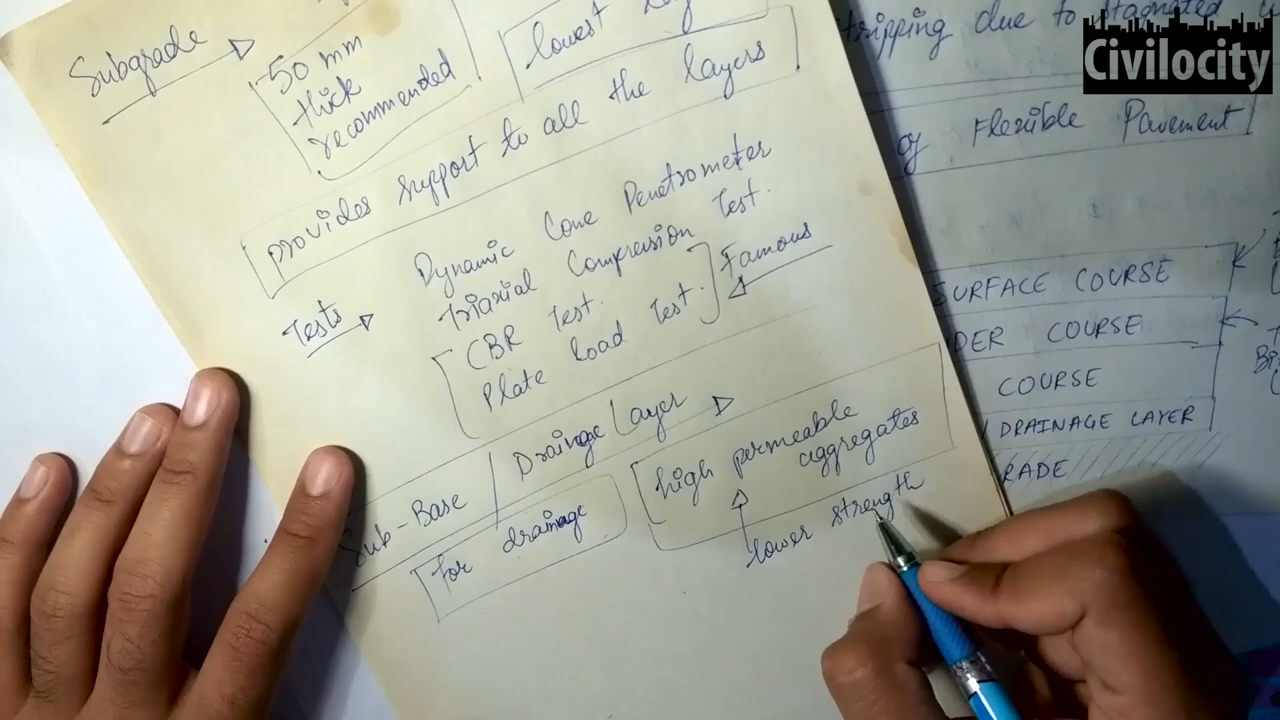 Subgrade
50 mm
thick
recommended
lowest
provides support to all the layers
Tests
Dynamic Cone Penetrometer
Triaxial Compression Test.
CBR Test.
Plate Load Test.
Famous
Sub-Base / Drainage Layer
for drainage
high permeable
aggregates
lower strength
stripping due to
Civilocity
of Flexible Pavement
SURFACE COURSE
DER COURSE
COURSE
DRAINAGE LAYER
RADE